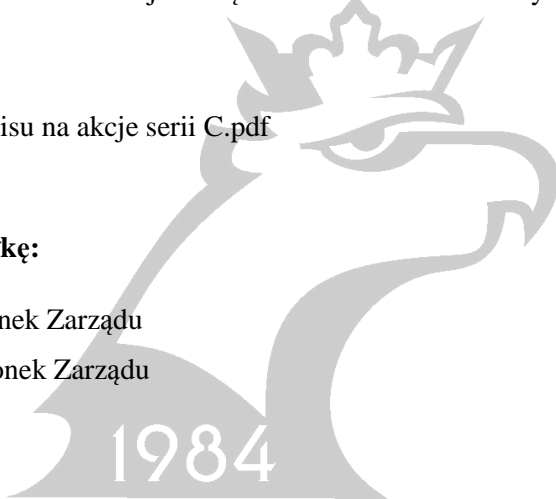 isu na akcje serii C.pdf
kę:
nek Zarządu
onek Zarządu
1984